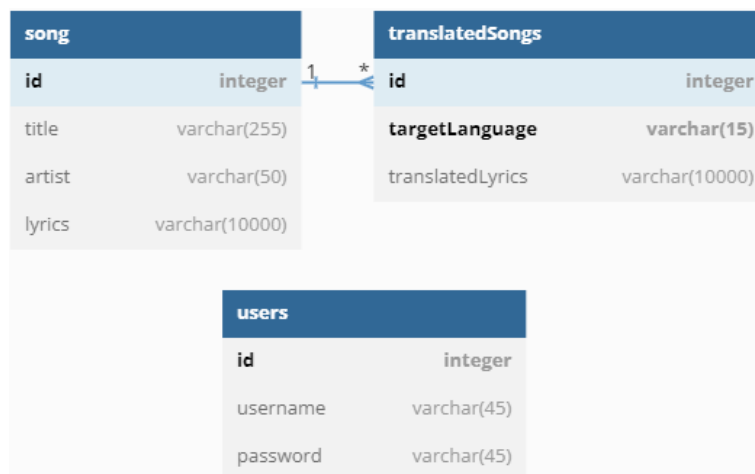 song
id integer
title varchar(255)
artist varchar(50)
lyrics varchar(10000)
1 *
translatedSongs
id integer
targetLanguage varchar(15)
translatedLyrics varchar(10000)
users
id integer
username varchar(45)
password varchar(45)